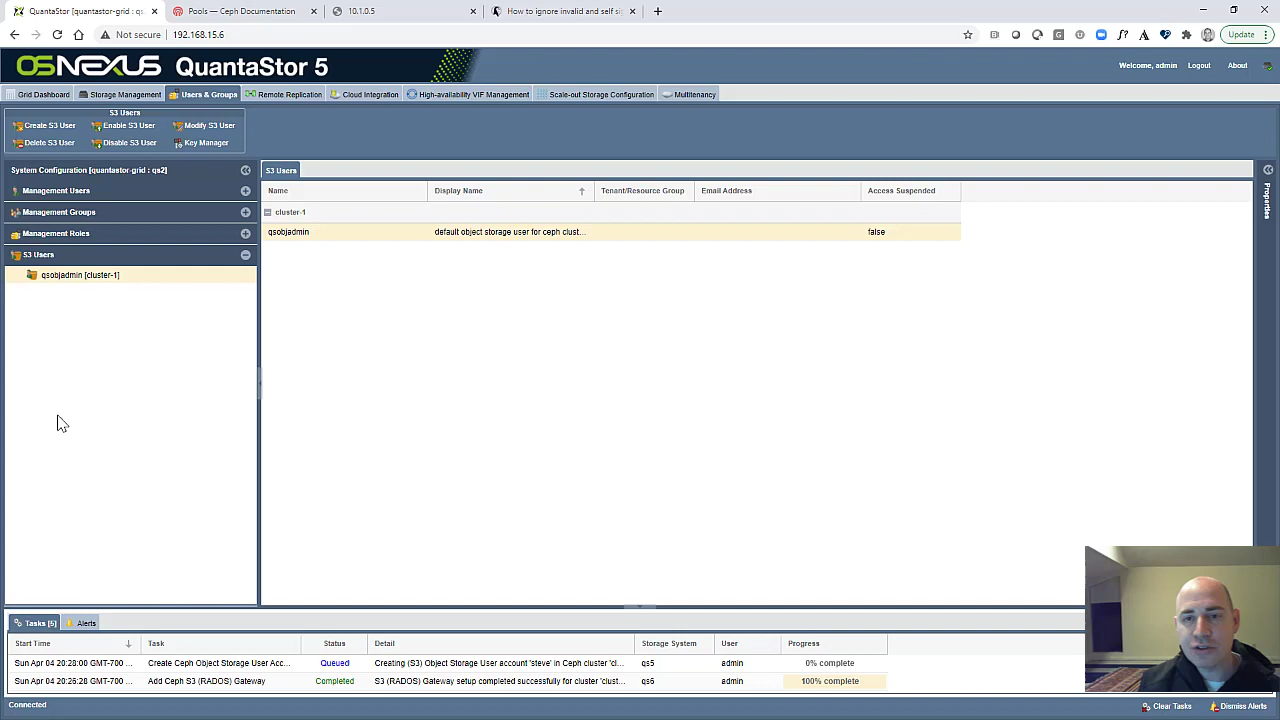 QuantaStor [quantastor-grid : qs
Pools — Ceph Documentation
10.1.0.5
How to ignore invalid and self si
Not secure
192.168.15.6
Update
OSNEXUS QuantaStor 5
Welcome, admin
Logout
About
Grid Dashboard
Storage Management
Users & Groups
Remote Replication
Cloud Integration
High-availability VIF Management
Scale-out Storage Configuration
Multitenancy
S3 Users
Create S3 User
Enable S3 User
Modify S3 User
Delete S3 User
Disable S3 User
Key Manager
System Configuration [quantastor-grid : qs2]
Management Users
Management Groups
Management Roles
S3 Users
qsobjadmin [cluster-1]
S3 Users
Name
Display Name
Tenant/Resource Group
Email Address
Access Suspended
cluster-1
qsobjadmin
default object storage user for ceph clust...
false
Properties
Tasks [5]
Alerts
Start Time
Task
Status
Detail
Storage System
User
Progress
Sun Apr 04 20:28:00 GMT-700 ...
Create Ceph Object Storage User Acc...
Queued
Creating (S3) Object Storage User account 'steve' in Ceph cluster 'cl...
qs5
admin
0% complete
Sun Apr 04 20:26:28 GMT-700 ...
Add Ceph S3 (RADOS) Gateway
Completed
S3 (RADOS) Gateway setup completed successfully for cluster 'clust...
qs6
admin
100% complete
Connected
Clear Tasks
Dismiss Alerts